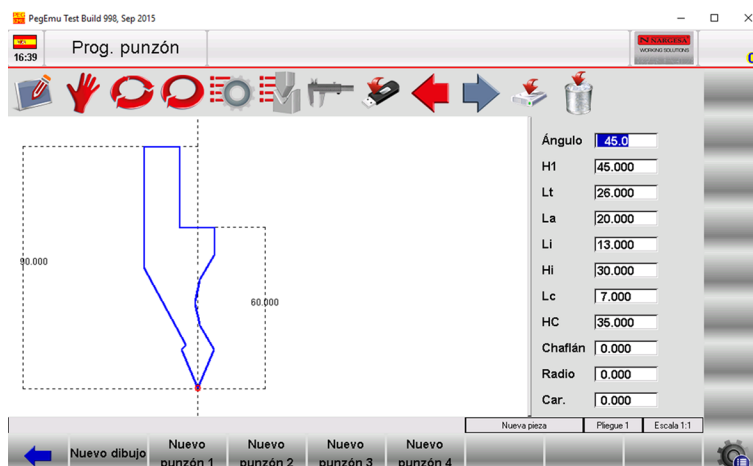 PegEmu Test Build 998, Sep 2015
MEX
16:39
Prog. punzón
NARGESA
WORKING SOLUTIONS
Ángulo 45.0
H1 45.000
Lt 26.000
La 20.000
Li 13.000
Hi 30.000
Lc 7.000
HC 35.000
Chaflán 0.000
Radio 0.000
Car. 0.000
90.000
60.000
Nueva pieza Pliegue 1 Escala 1:1
Nuevo dibujo
Nuevo
punzón 1
Nuevo
punzón 2
Nuevo
punzón 3
Nuevo
punzón 4